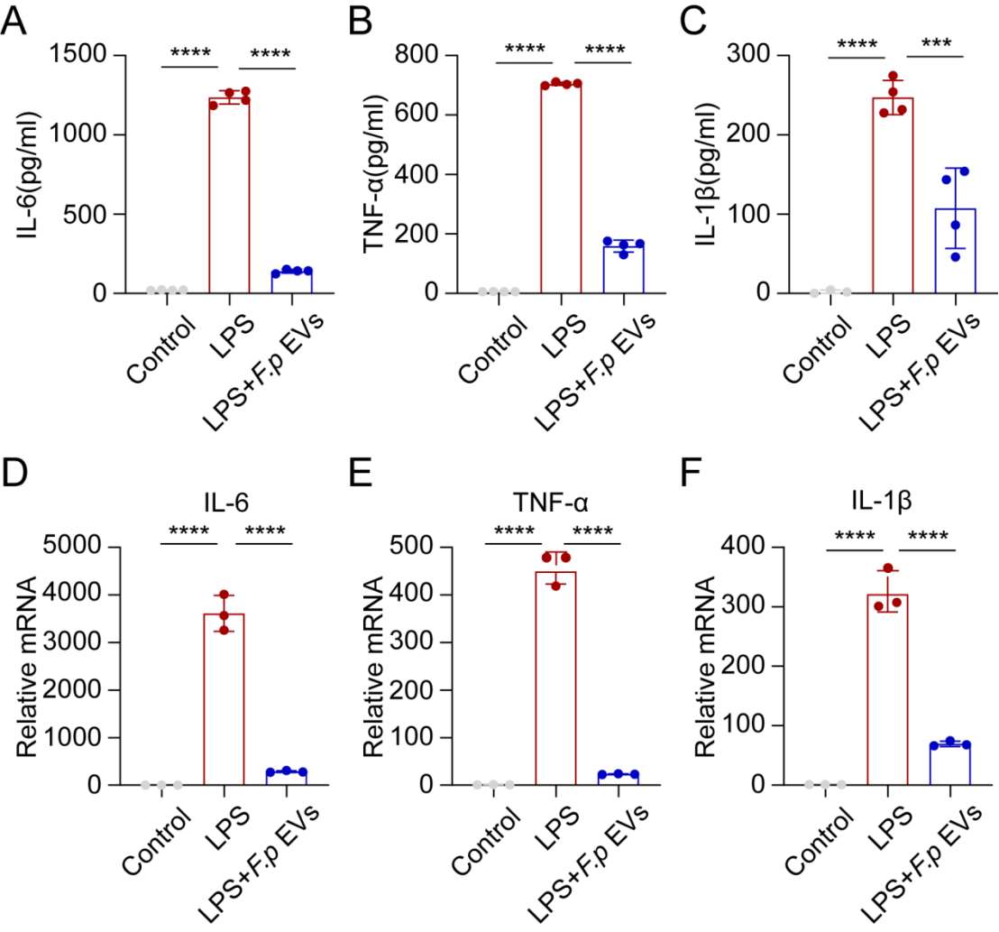 A
IL-6(pg/ml)
1500
1000
500
0
**** ****
Control
LPS
LPS+F.p EVs
B
TNF-α(pg/ml)
800
600
400
200
0
**** ****
Control
LPS
LPS+F.p EVs
C
IL-1β(pg/ml)
300
200
100
0
**** ***
Control
LPS
LPS+F.p EVs
D
IL-6
Relative mRNA
5000
4000
3000
2000
1000
0
**** ****
Control
LPS
LPS+F.p EVs
E
TNF-α
Relative mRNA
500
400
300
200
100
0
**** ****
Control
LPS
LPS+F.p EVs
F
IL-1β
Relative mRNA
400
300
200
100
0
**** ****
Control
LPS
LPS+F.p EVs